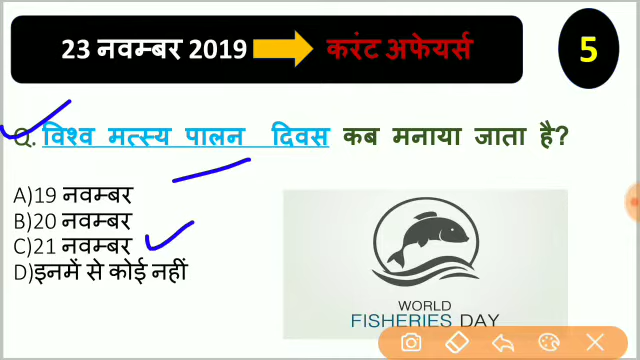 23 नवम्बर 2019 करंट अफेयर्स
5
Q. विश्व मत्स्य पालन दिवस कब मनाया जाता है?
A)19 नवम्बर
B)20 नवम्बर
C)21 नवम्बर
D)इनमें से कोई नहीं
WORLD
FISHERIES DAY